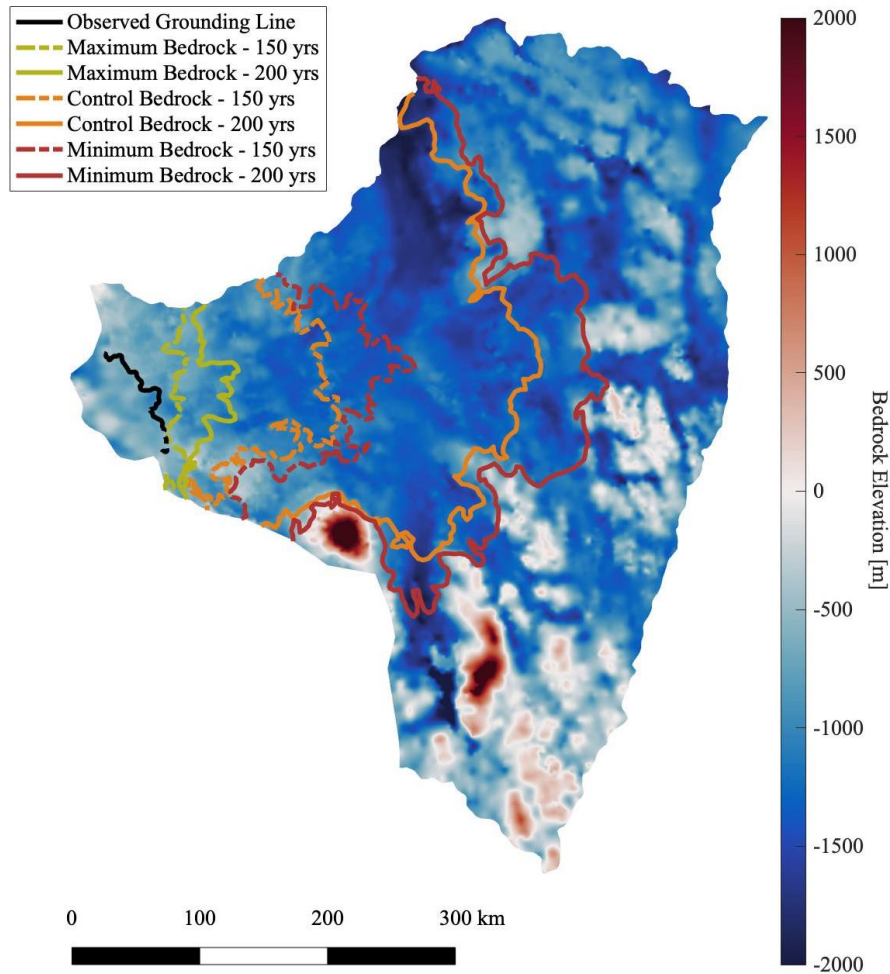 Observed Grounding Line
Maximum Bedrock - 150 yrs
Maximum Bedrock - 200 yrs
Control Bedrock - 150 yrs
Control Bedrock - 200 yrs
Minimum Bedrock - 150 yrs
Minimum Bedrock - 200 yrs
2000
1500
1000
500
0
-500
-1000
-1500
-2000
Bedrock Elevation [m]
0 100 200 300 km